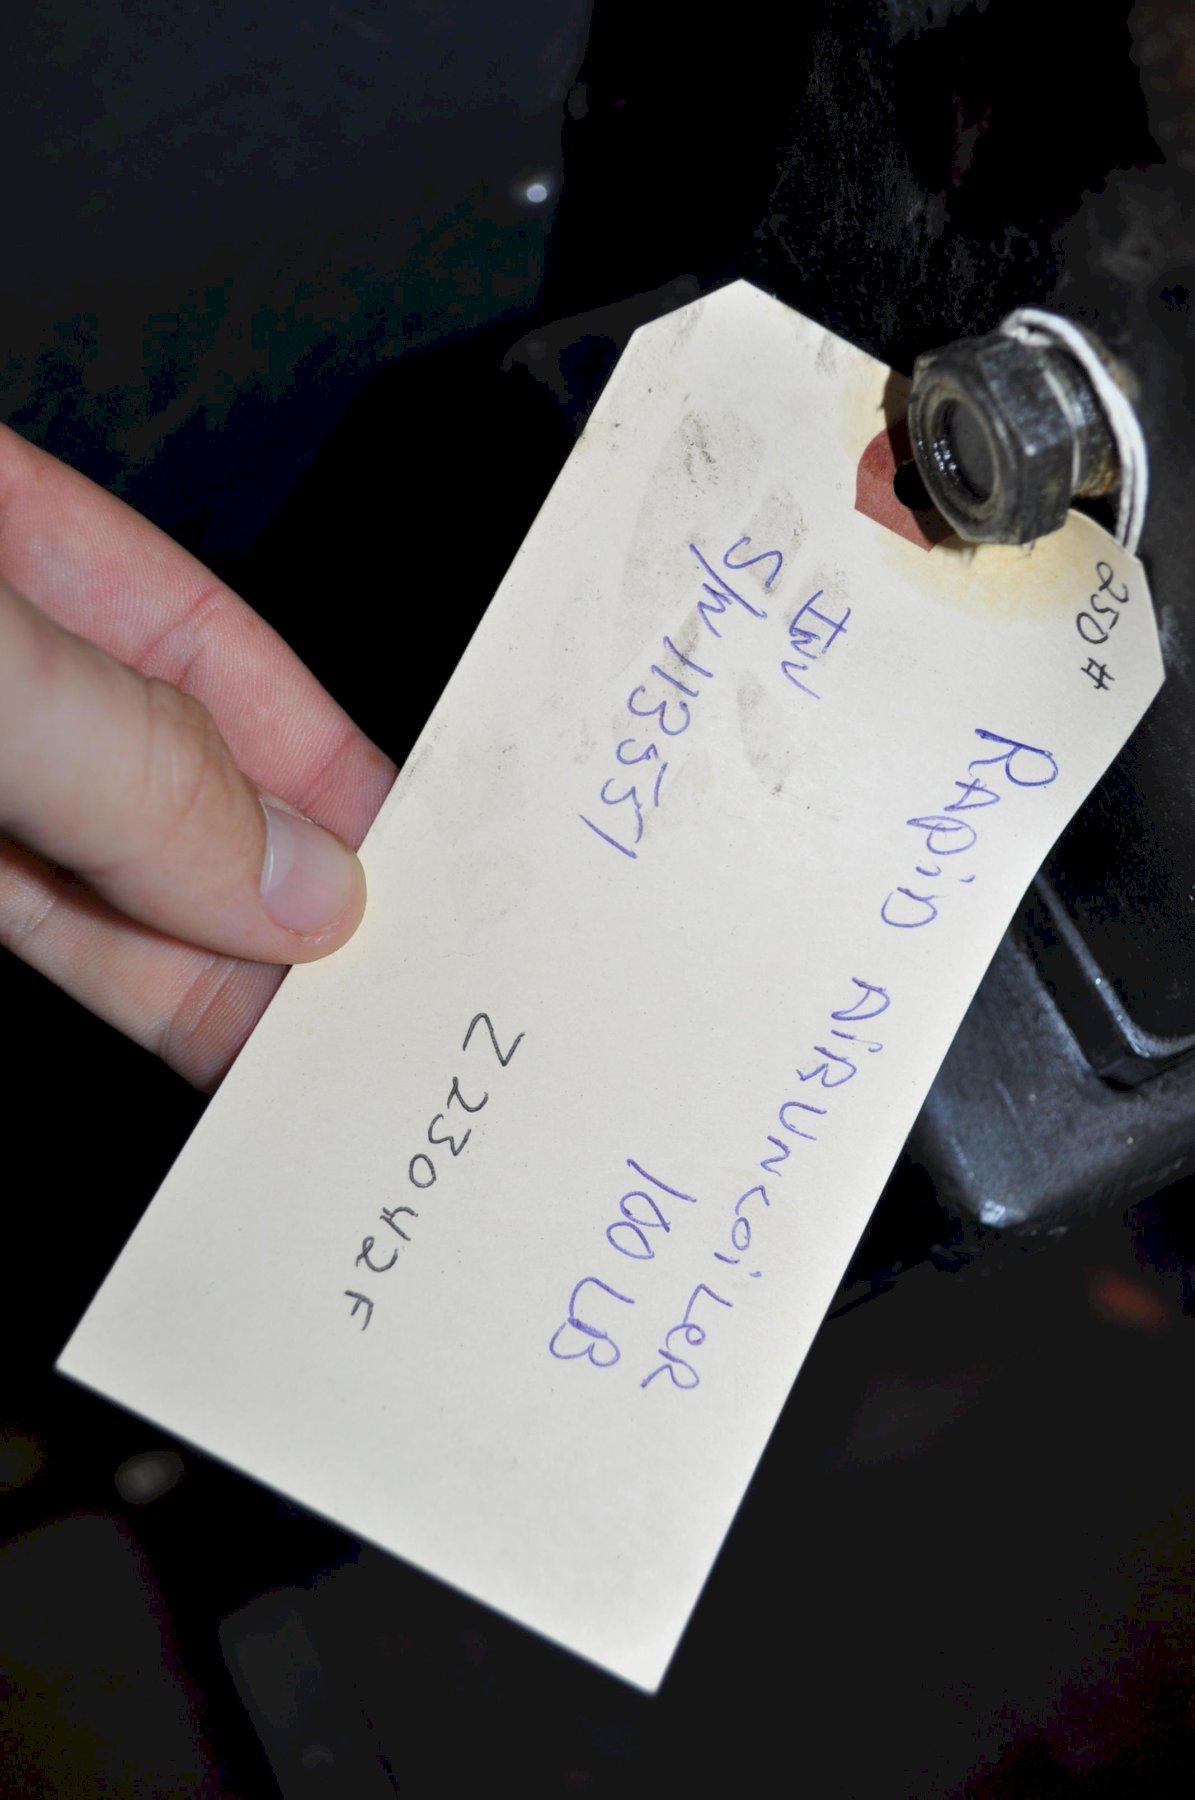 250#
RAPiD AiRUNCOiLeR
100 LB
INV
S/N 113551
Z23042F